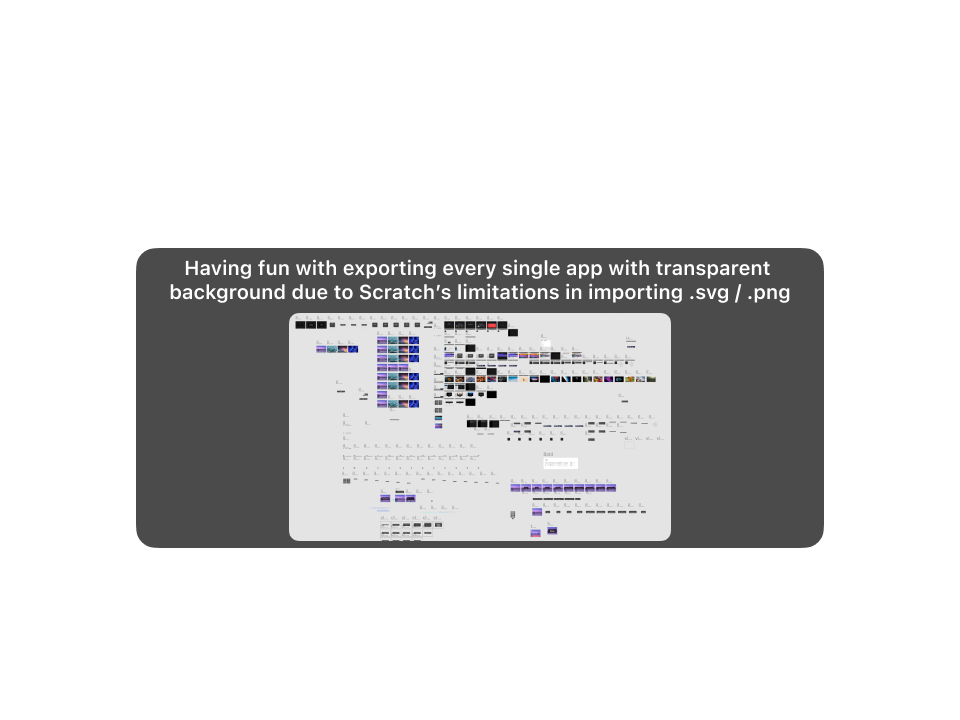 Having fun with exporting every single app with transparent
background due to Scratch’s limitations in importing .svg / .png